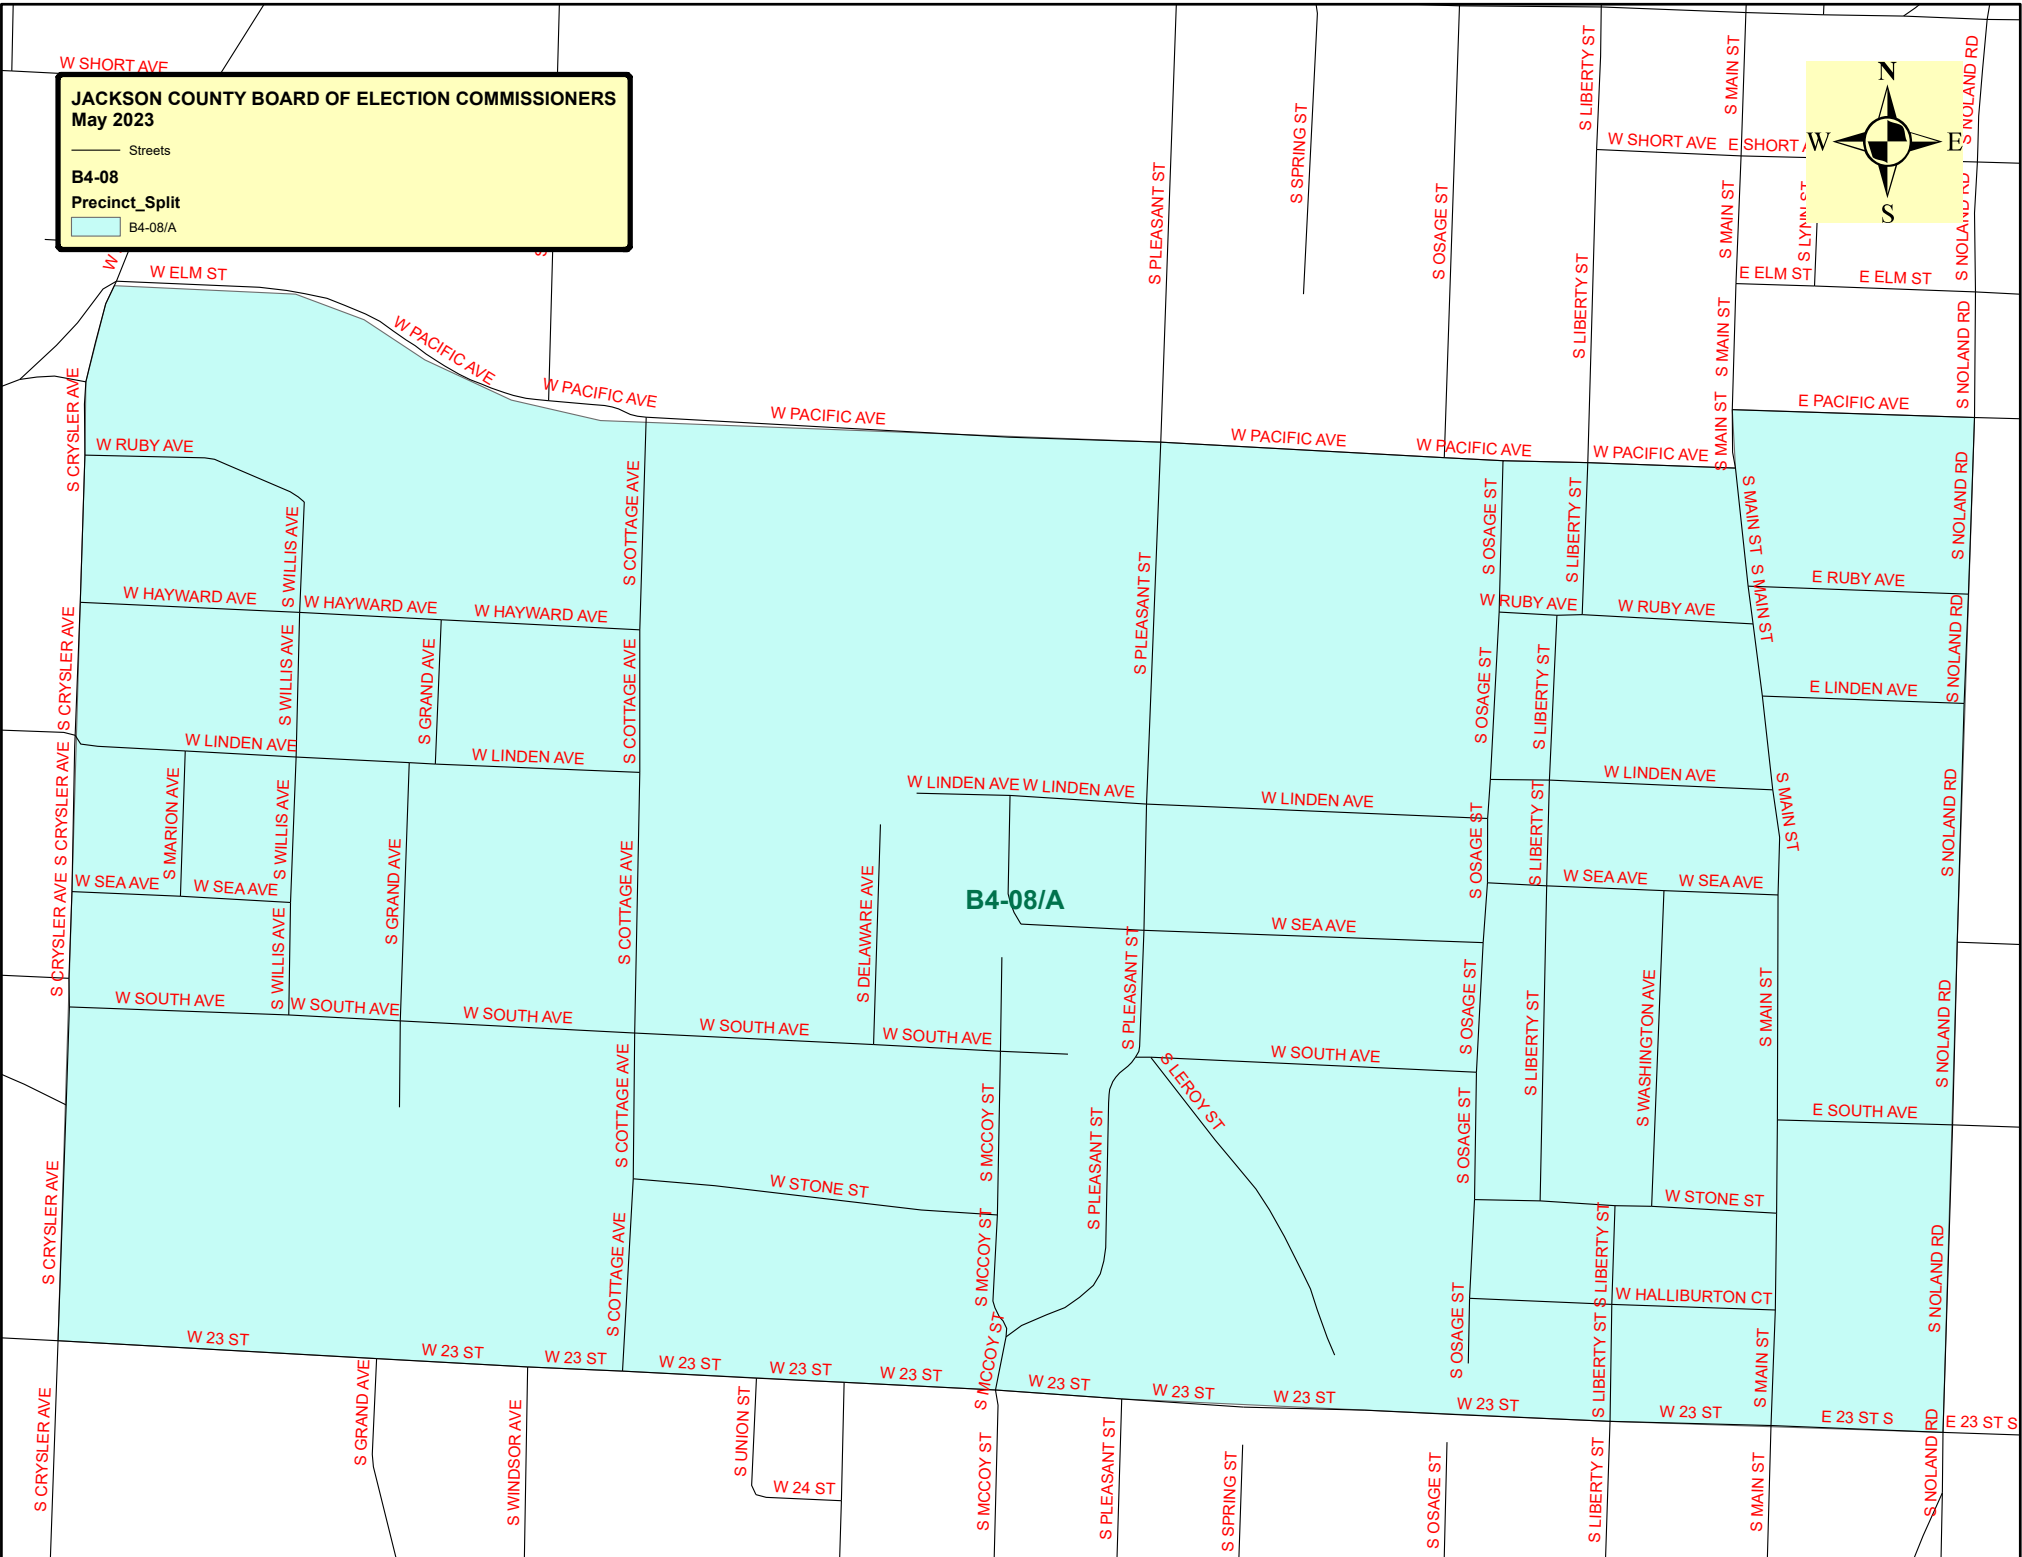 W SHORT AVE
JACKSON COUNTY BOARD OF ELECTION COMMISSIONERS
May 2023
Streets
B4-08
Precinct_Split
B4-08/A
N
W
E
S
S PLEASANT ST
S SPRING ST
S OSAGE ST
S LIBERTY ST
S MAIN ST
S NOLAND RD
W SHORT AVE
E SHORT
S LIBERTY ST
S MAIN ST
S LYNN ST
S NOLAND RD
W
W ELM ST
E ELM ST
E ELM ST
S MAIN ST
S NOLAND RD
W PACIFIC AVE
W PACIFIC AVE
W PACIFIC AVE
W PACIFIC AVE
W PACIFIC AVE
W PACIFIC AVE
E PACIFIC AVE
S MAIN ST
S CRYSLER AVE
W RUBY AVE
S WILLIS AVE
S COTTAGE AVE
S PLEASANT ST
S OSAGE ST
S LIBERTY ST
S MAIN ST
S MAIN ST
S NOLAND RD
E RUBY AVE
W HAYWARD AVE
W HAYWARD AVE
W HAYWARD AVE
W RUBY AVE
W RUBY AVE
S CRYSLER AVE
S WILLIS AVE
S GRAND AVE
S COTTAGE AVE
S OSAGE ST
S LIBERTY ST
S NOLAND RD
E LINDEN AVE
W LINDEN AVE
W LINDEN AVE
W LINDEN AVE
W LINDEN AVE
W LINDEN AVE
W LINDEN AVE
S CRYSLER AVE
S MARION AVE
S WILLIS AVE
S GRAND AVE
S COTTAGE AVE
S DELAWARE AVE
S OSAGE ST
S LIBERTY ST
S MAIN ST
S NOLAND RD
W SEA AVE
W SEA AVE
B4-08/A
W SEA AVE
W SEA AVE
W SEA AVE
S CRYSLER AVE
S WILLIS AVE
S PLEASANT ST
S OSAGE ST
S LIBERTY ST
S WASHINGTON AVE
S MAIN ST
S NOLAND RD
W SOUTH AVE
W SOUTH AVE
W SOUTH AVE
W SOUTH AVE
W SOUTH AVE
W SOUTH AVE
E SOUTH AVE
S COTTAGE AVE
S MCCOY ST
S PLEASANT ST
S LEROY ST
S OSAGE ST
W STONE ST
W STONE ST
S CRYSLER AVE
S COTTAGE AVE
S MCCOY ST
S LIBERTY ST
S NOLAND RD
W HALLIBURTON CT
S MCCOY ST
S OSAGE ST
S LIBERTY ST
S MAIN ST
W 23 ST
W 23 ST
W 23 ST
W 23 ST
W 23 ST
W 23 ST
W 23 ST
W 23 ST
W 23 ST
W 23 ST
W 23 ST
E 23 ST S
E 23 ST S
S CRYSLER AVE
S GRAND AVE
S WINDSOR AVE
S UNION ST
W 24 ST
S MCCOY ST
S PLEASANT ST
S SPRING ST
S OSAGE ST
S LIBERTY ST
S MAIN ST
S NOLAND RD